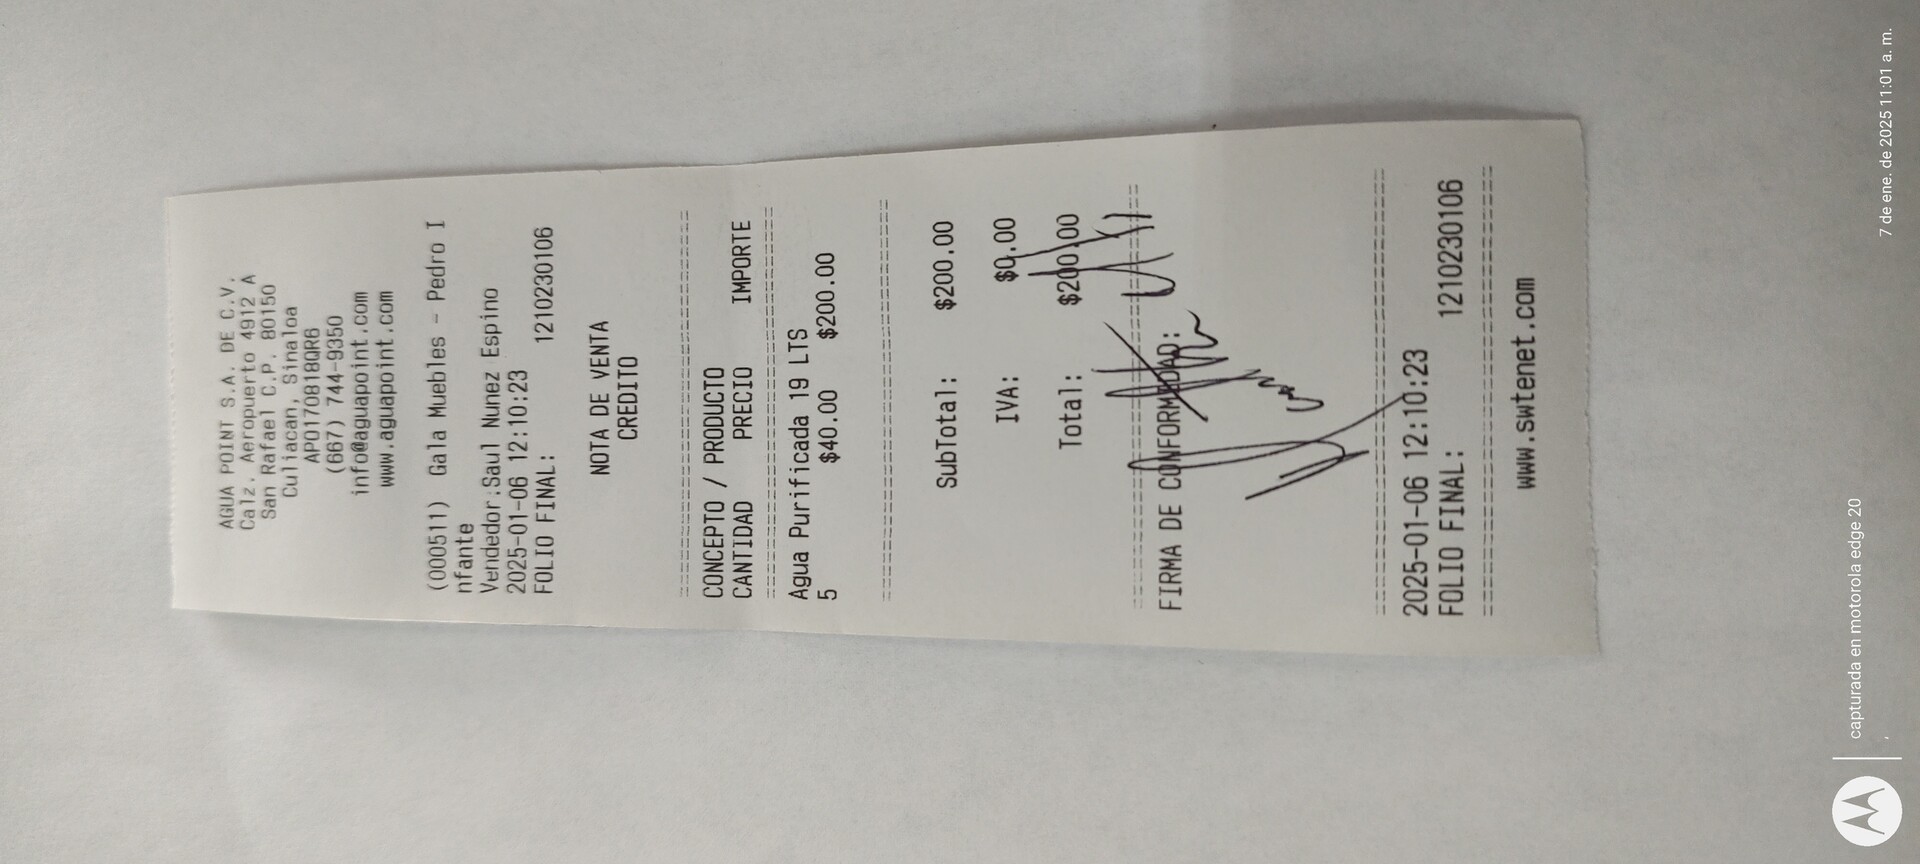 AGUA POINT S.A. DE C.V.
Calz. Aeropuerto 4912 A
San Rafael C.P. 80150
Culiacan, Sinaloa
APO170818QR6
(667) 744-9350
info@aguapoint.com
www.aguapoint.com
(000511) Gala Muebles - Pedro I
nfante
Vendedor:Saul Nunez Espino
2025-01-06 12:10:23
FOLIO FINAL: 1210230106
NOTA DE VENTA
CREDITO
CONCEPTO / PRODUCTO
CANTIDAD PRECIO IMPORTE
Agua Purificada 19 LTS
5 $40.00 $200.00
SubTotal: $200.00
IVA: $0.00
Total: $200.00
FIRMA DE CONFORMIDAD:
2025-01-06 12:10:23
FOLIO FINAL: 1210230106
www.swtenet.com
capturada en motorola edge 20
7 de ene. de 2025 11:01 a. m.